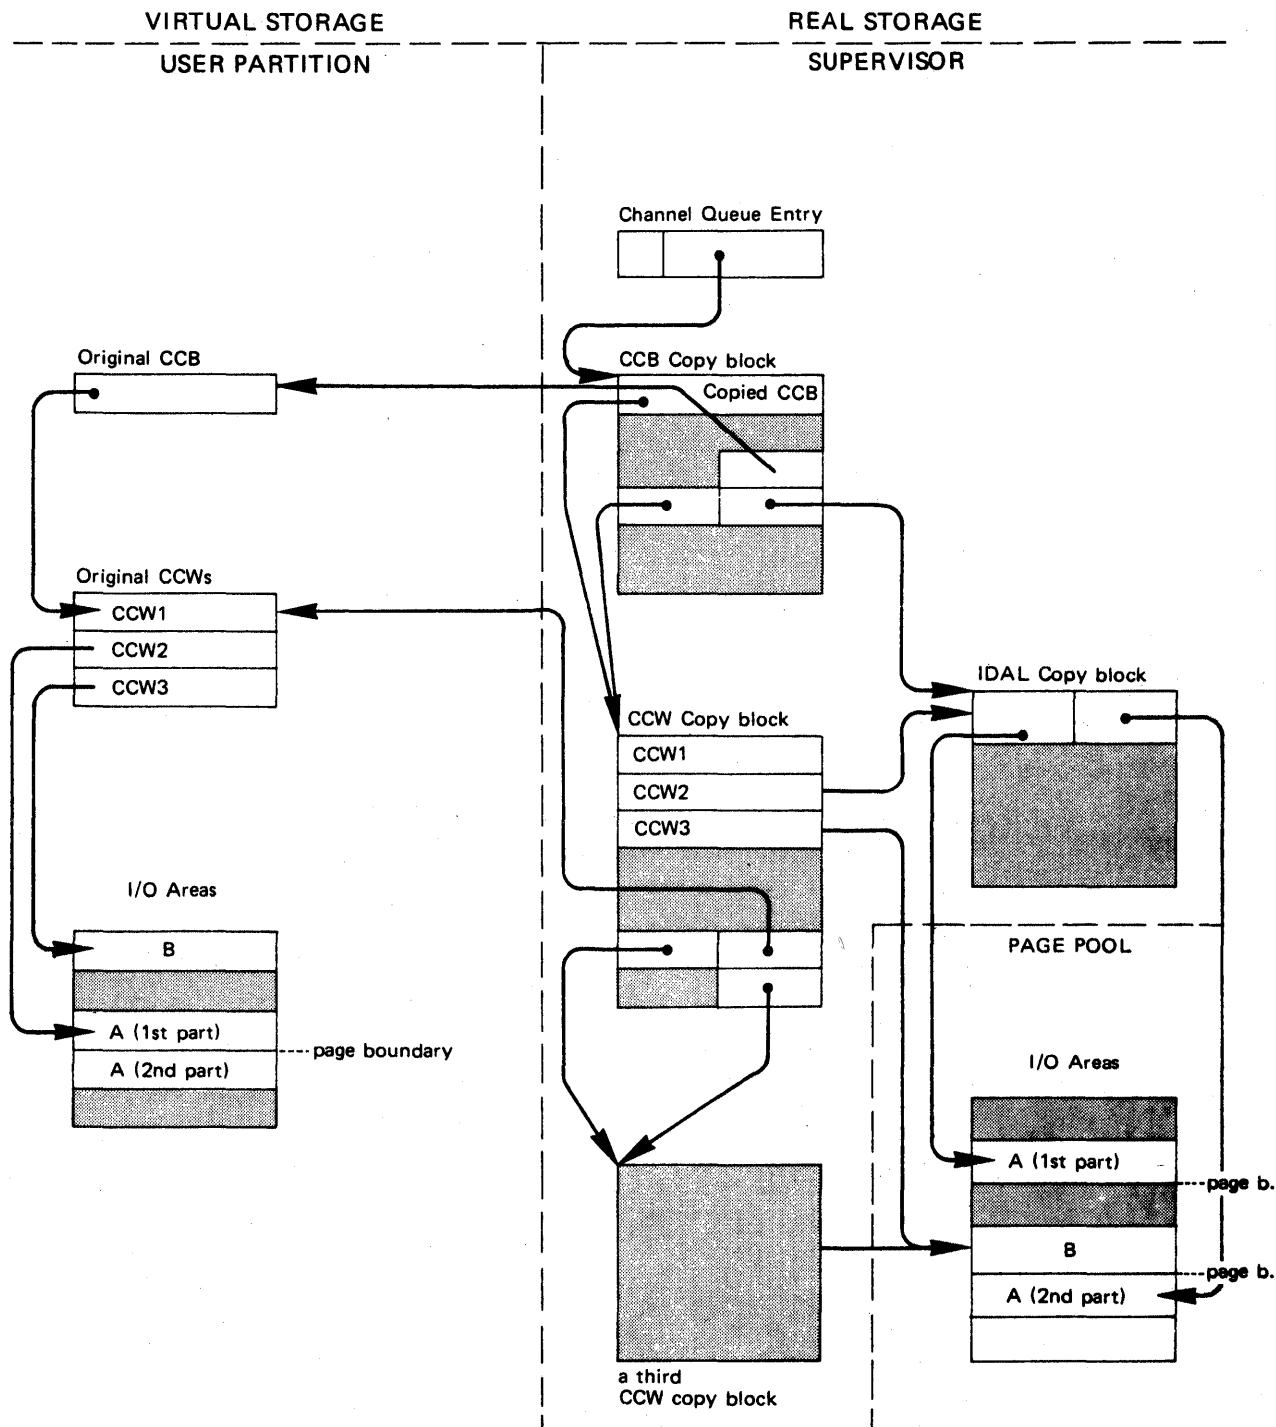 VIRTUAL STORAGE
REAL STORAGE
USER PARTITION
SUPERVISOR
Channel Queue Entry
Original CCB
CCB Copy block
Copied CCB
Original CCWs
CCW1
CCW2
CCW3
IDAL Copy block
CCW Copy block
CCW1
CCW2
CCW3
I/O Areas
B
A (1st part)
page boundary
A (2nd part)
PAGE POOL
I/O Areas
A (1st part)
page b.
B
page b.
A (2nd part)
a third
CCW copy block